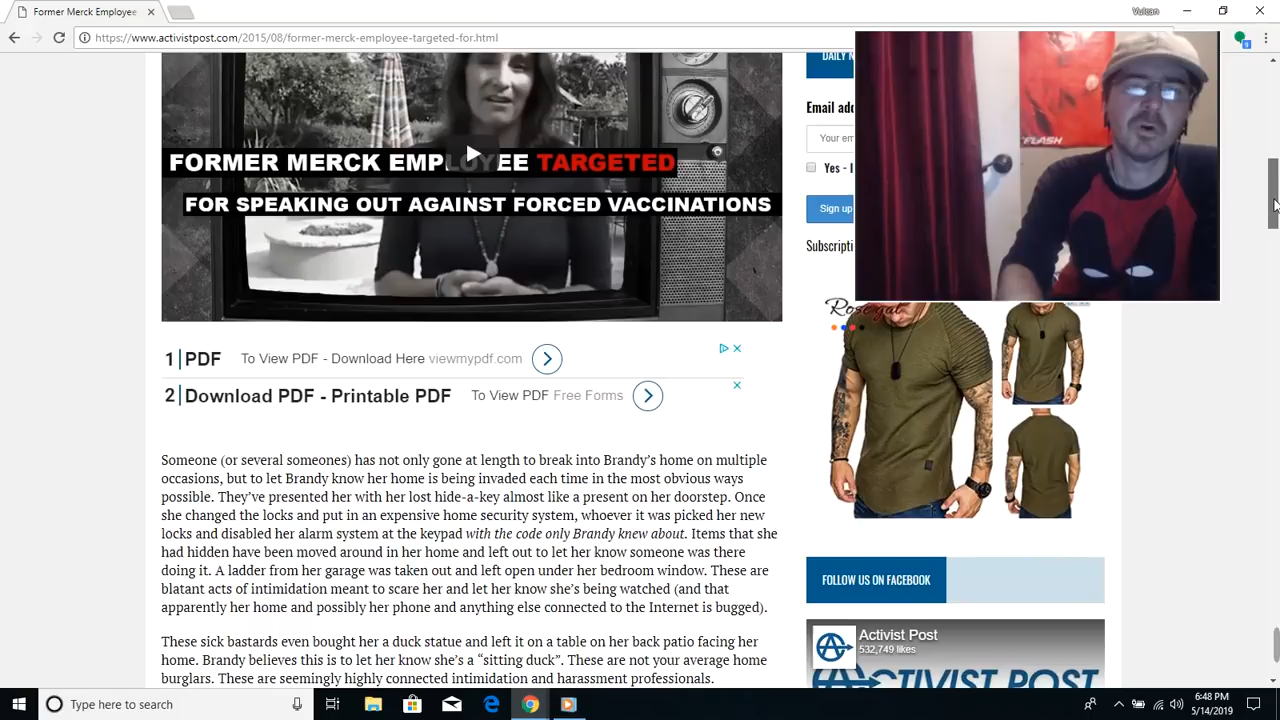 Former Merck Employee
Vulcan
https://www.activistpost.com/2015/08/former-merck-employee-targeted-for.html
FORMER MERCK EMPLOYEE TARGETED
FOR SPEAKING OUT AGAINST FORCED VACCINATIONS
DAILY
Email
Your
FLASH
Yes - I
Sign up
1 PDF To View PDF - Download Here viewmypdf.com
2 Download PDF - Printable PDF To View PDF Free Forms
Someone (or several someones) has not only gone at length to break into Brandy’s home on multiple
occasions, but to let Brandy know her home is being invaded each time in the most obvious ways
possible. They’ve presented her with her lost hide-a-key almost like a present on her doorstep. Once
she changed the locks and put in an expensive home security system, whoever it was picked her new
locks and disabled her alarm system at the keypad with the code only Brandy knew about. Items that she
had hidden have been moved around in her home and left out to let her know someone was there
doing it. A ladder from her garage was taken out and left open under her bedroom window. These are
blatant acts of intimidation meant to scare her and let her know she’s being watched (and that
apparently her home and possibly her phone and anything else connected to the Internet is bugged).
These sick bastards even bought her a duck statue and left it on a table on her back patio facing her
home. Brandy believes this is to let her know she’s a “sitting duck”. These are not your average home
burglars. These are seemingly highly connected intimidation and harassment professionals.
FOLLOW US ON FACEBOOK
Activist Post
532,749 likes
ACTIVIST POST
Type here to search
6:48 PM
5/14/2019